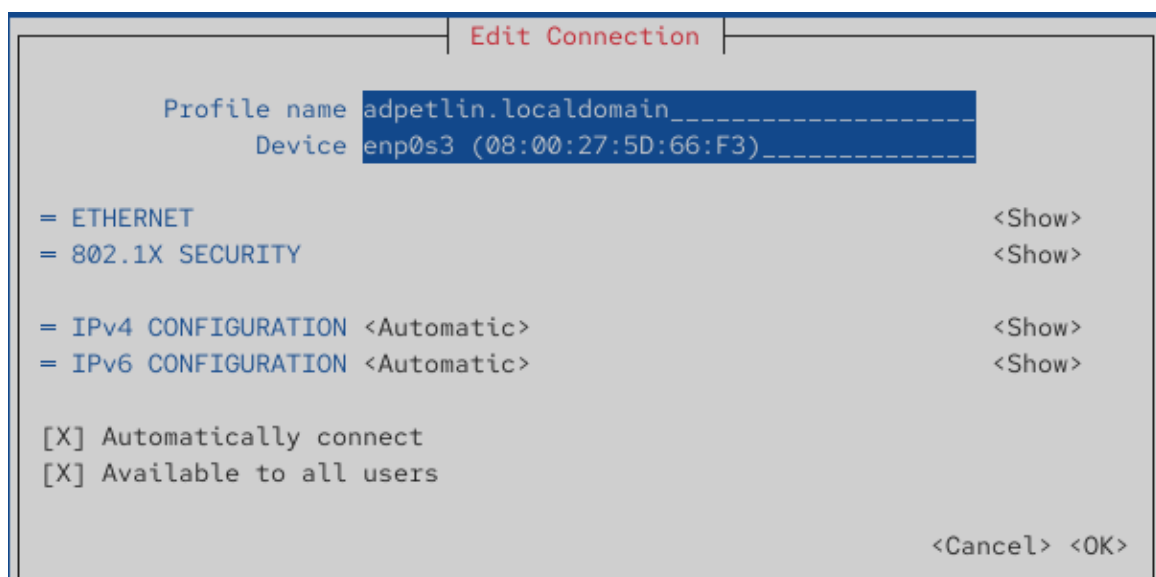 Edit Connection
Profile name adpetlin.localdomain____________________
Device enp0s3 (08:00:27:5D:66:F3)______________
= ETHERNET <Show>
= 802.1X SECURITY <Show>
= IPv4 CONFIGURATION <Automatic> <Show>
= IPv6 CONFIGURATION <Automatic> <Show>
[X] Automatically connect
[X] Available to all users
<Cancel> <OK>